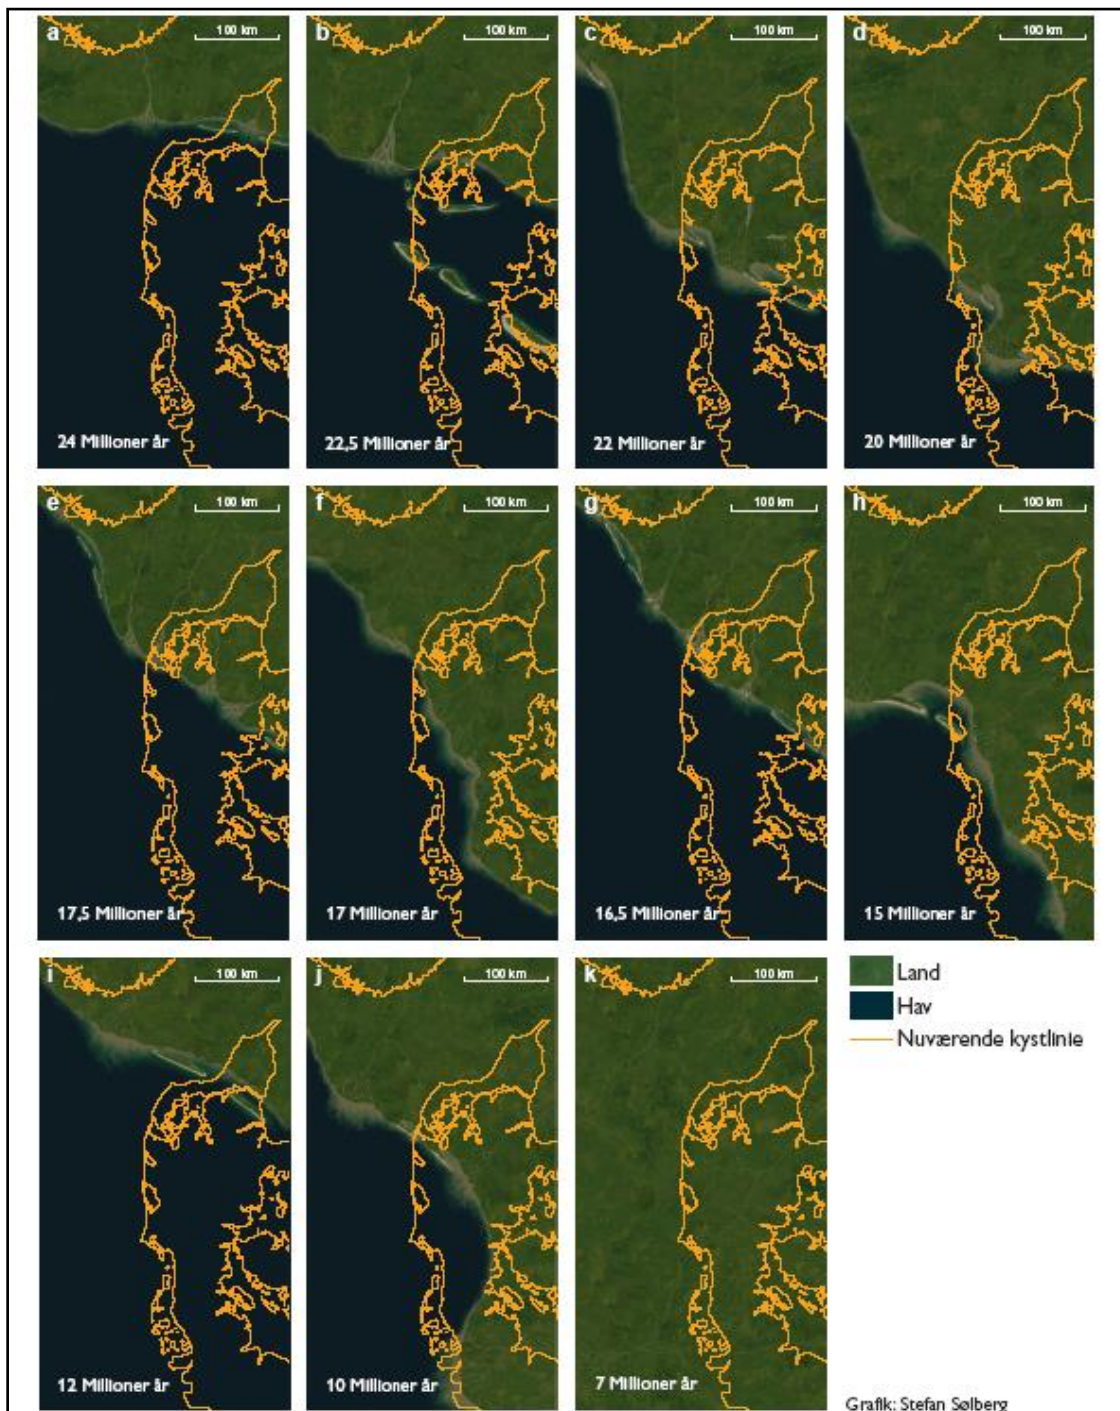 a
100 km
24 Millioner år
b
100 km
22,5 Millioner år
c
100 km
22 Millioner år
d
100 km
20 Millioner år
e
100 km
17,5 Millioner år
f
100 km
17 Millioner år
g
100 km
16,5 Millioner år
h
100 km
15 Millioner år
i
100 km
12 Millioner år
j
100 km
10 Millioner år
k
100 km
7 Millioner år
Land
Hav
Nuværende kystlinie
Grafik: Stefan Sølberg